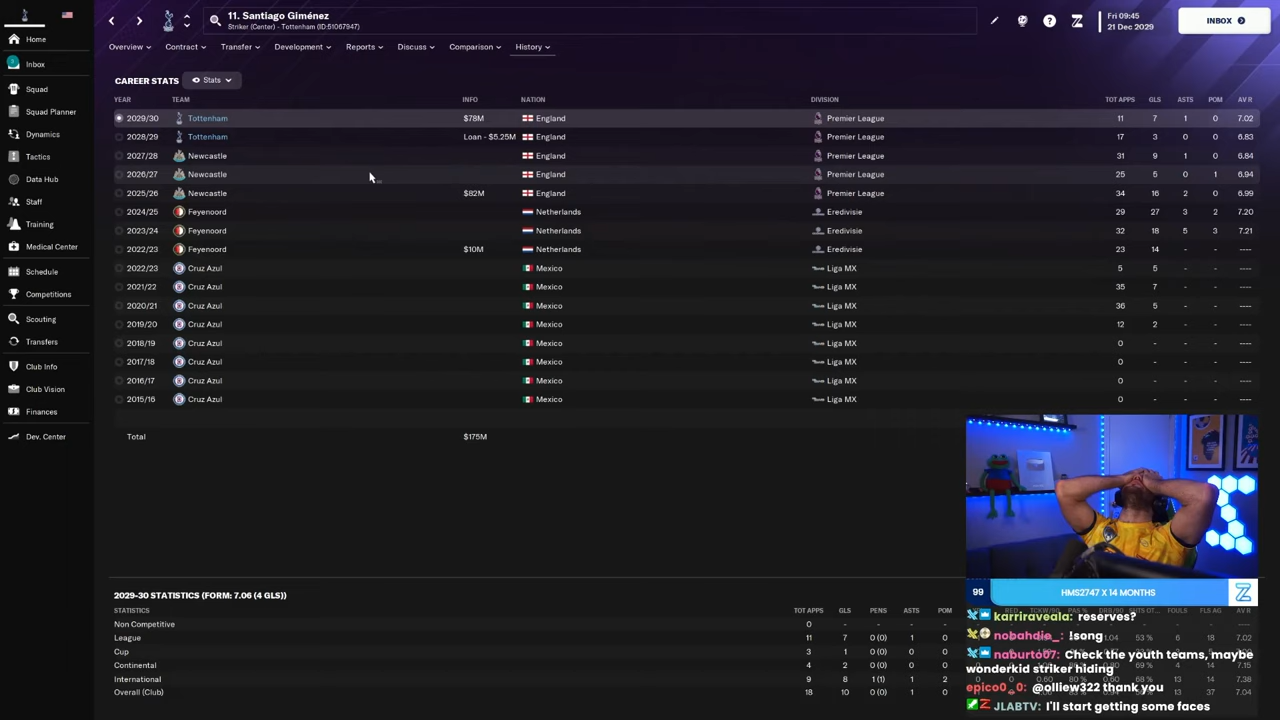 11. Santiago Giménez
Striker (Center) - Tottenham (ID:51067947)
Fri 09:45
21 Dec 2029
INBOX
Home
Inbox
Squad
Squad Planner
Dynamics
Tactics
Data Hub
Staff
Training
Medical Center
Schedule
Competitions
Scouting
Transfers
Club Info
Club Vision
Finances
Dev. Center
Overview Contract Transfer Development Reports Discuss Comparison History
CAREER STATS Stats
YEAR TEAM INFO NATION DIVISION TOT APPS GLS ASTS POM AV R
2029/30 Tottenham $78M England Premier League 11 7 1 0 7.02
2028/29 Tottenham Loan - $5.25M England Premier League 17 3 0 0 6.83
2027/28 Newcastle England Premier League 31 9 1 0 6.84
2026/27 Newcastle England Premier League 25 5 0 1 6.94
2025/26 Newcastle $82M England Premier League 34 16 2 0 6.99
2024/25 Feyenoord Netherlands Eredivisie 29 27 3 2 7.20
2023/24 Feyenoord Netherlands Eredivisie 32 18 5 3 7.21
2022/23 Feyenoord $10M Netherlands Eredivisie 23 14 - - ----
2022/23 Cruz Azul Mexico Liga MX 5 5 - - ----
2021/22 Cruz Azul Mexico Liga MX 35 7 - - ----
2020/21 Cruz Azul Mexico Liga MX 36 5 - - ----
2019/20 Cruz Azul Mexico Liga MX 12 2 - - ----
2018/19 Cruz Azul Mexico Liga MX 0 - - - ----
2017/18 Cruz Azul Mexico Liga MX 0 - - - ----
2016/17 Cruz Azul Mexico Liga MX 0 - - - ----
2015/16 Cruz Azul Mexico Liga MX 0 - - - ----
Total $175M
2029-30 STATISTICS (FORM: 7.06 (4 GLS))
STATISTICS TOT APPS GLS PENS ASTS POM
Non Competitive 0 - - - -
League 11 7 0 (0) 1 0
Cup 3 1 0 (0) 0 0
Continental 4 2 0 (0) 0 0
International 9 8 1 (1) 1 2
Overall (Club) 18 10 0 (0) 1 0
99 HMS2747 X 14 MONTHS
karriraveala: reserves?
nobahdie_: !song
naburto07: Check the youth teams, maybe
wonderkid striker hiding
epico0_0: @olliew322 thank you
JLABTV: I'll start getting some faces